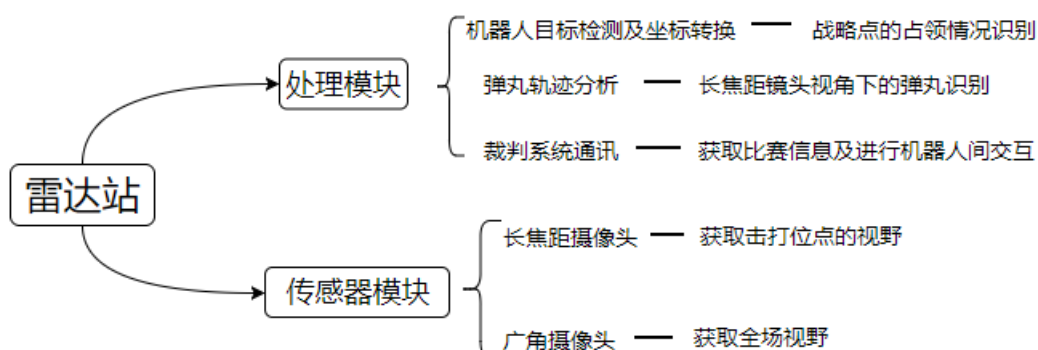 机器人目标检测及坐标转换 战略点的占领情况识别
处理模块
弹丸轨迹分析 长焦距镜头视角下的弹丸识别
裁判系统通讯 获取比赛信息及进行机器人间交互
雷达站
长焦距摄像头 获取击打位点的视野
传感器模块
广角摄像头 获取全场视野